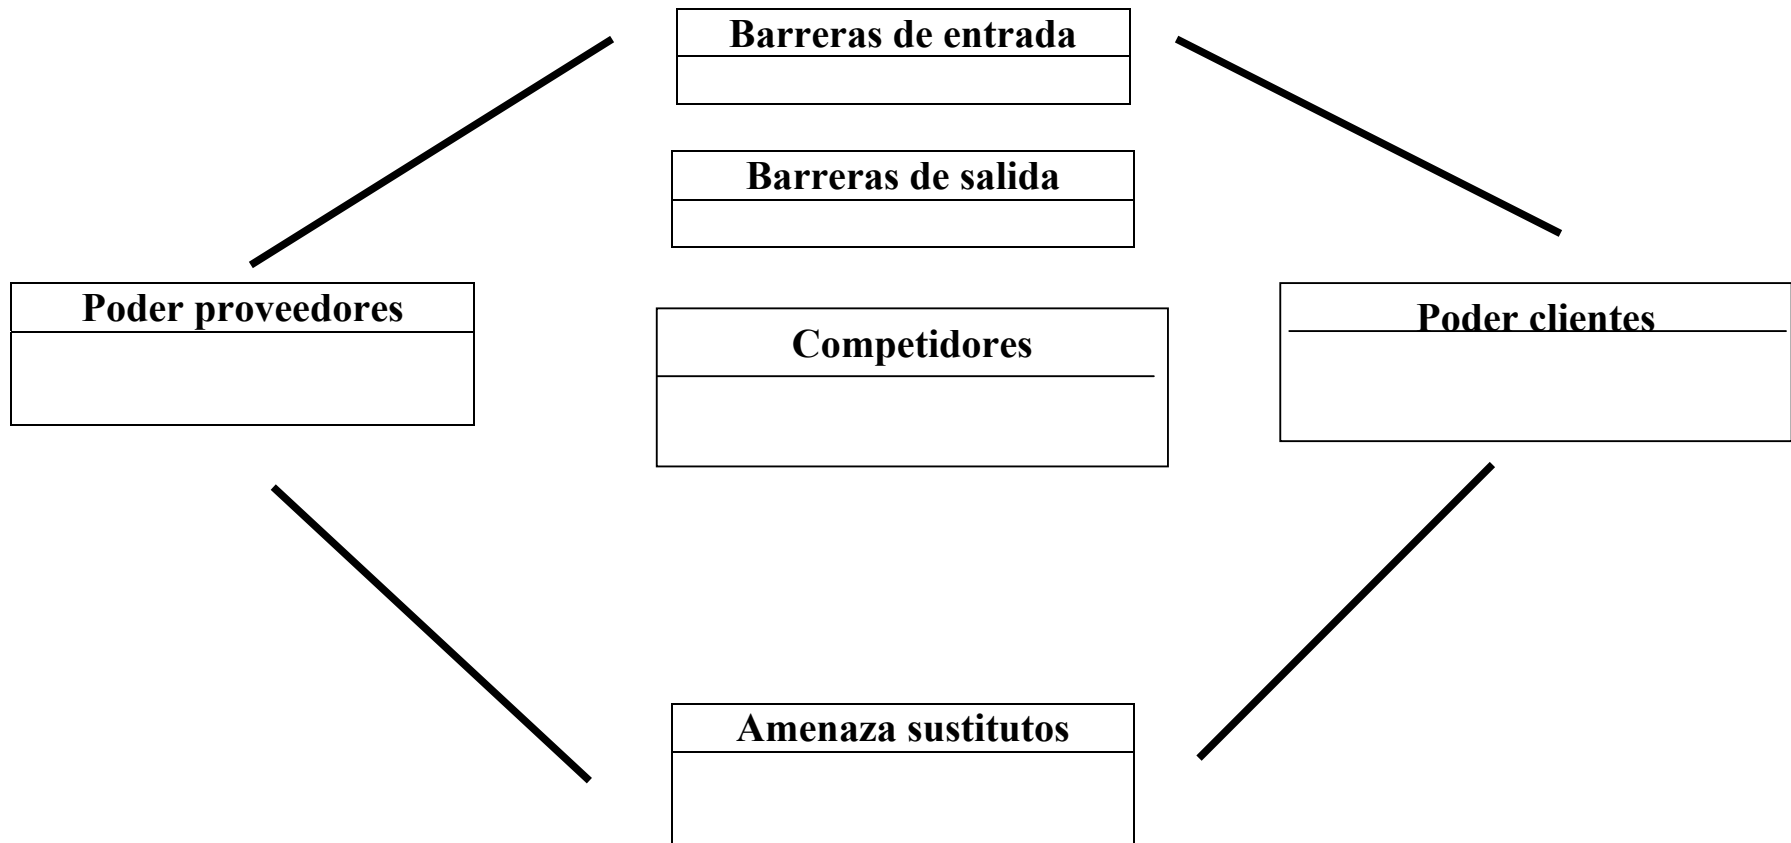 Barreras de entrada
Barreras de salida
Poder proveedores
Competidores
Poder clientes
Amenaza sustitutos